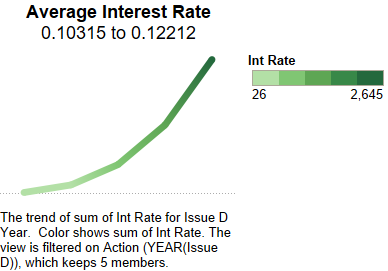 Average Interest Rate
0.10315 to 0.12212
Int Rate
26 2,645
The trend of sum of Int Rate for Issue D
Year.  Color shows sum of Int Rate. The
view is filtered on Action (YEAR(Issue
D)), which keeps 5 members.